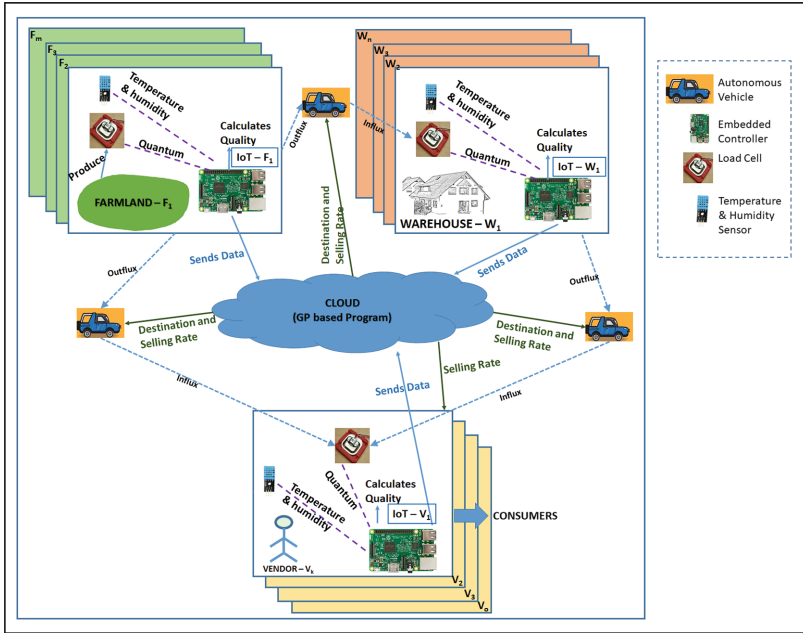 Fm
F3
F2
Temperature
& humidity
Quantum
Produce
Calculates
Quality
IoT – F1
FARMLAND – F1
Outflux
Influx
Destination and
Selling Rate
Wn
W3
W2
Temperature
& humidity
Quantum
Calculates
Quality
IoT – W1
WAREHOUSE – W1
Autonomous
Vehicle
Embedded
Controller
Load Cell
Temperature
& Humidity
Sensor
Sends Data
Sends Data
Outflux
Outflux
CLOUD
(GP based Program)
Destination and
Selling Rate
Destination and
Selling Rate
Selling Rate
Sends Data
Influx
Influx
Quantum
Temperature
& humidity
Calculates
Quality
IoT – V1
VENDOR – Vk
CONSUMERS
V2
V3
Vo